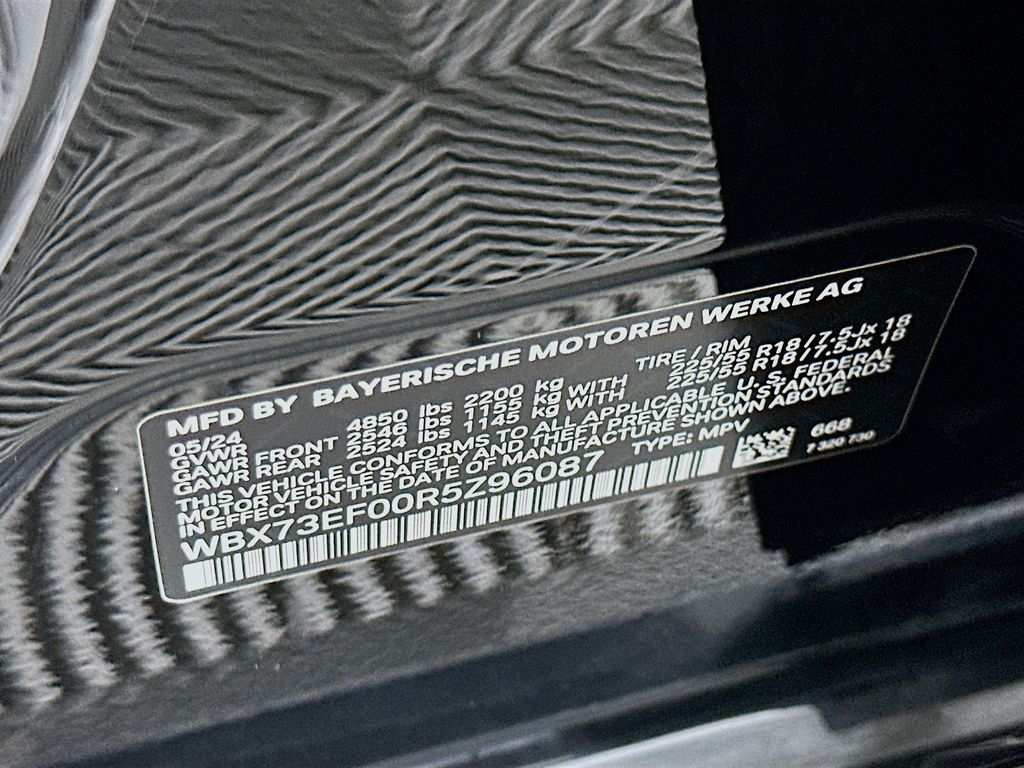 MFD BY BAYERISCHE MOTOREN WERKE AG
05/24 TIRE / RIM
GVWR 4850 lbs 2200 kg
GAWR FRONT 2546 lbs 1155 kg WITH 225/55 R18/7.5Jx 18
GAWR REAR 2524 lbs 1145 kg WITH 225/55 R18/7.5Jx 18
THIS VEHICLE CONFORMS TO ALL APPLICABLE U.S. FEDERAL
MOTOR VEHICLE SAFETY AND THEFT PREVENTION STANDARDS
IN EFFECT ON THE DATE OF MANUFACTURE SHOWN ABOVE.
WBX73EF00R5Z96087 TYPE: MPV 668